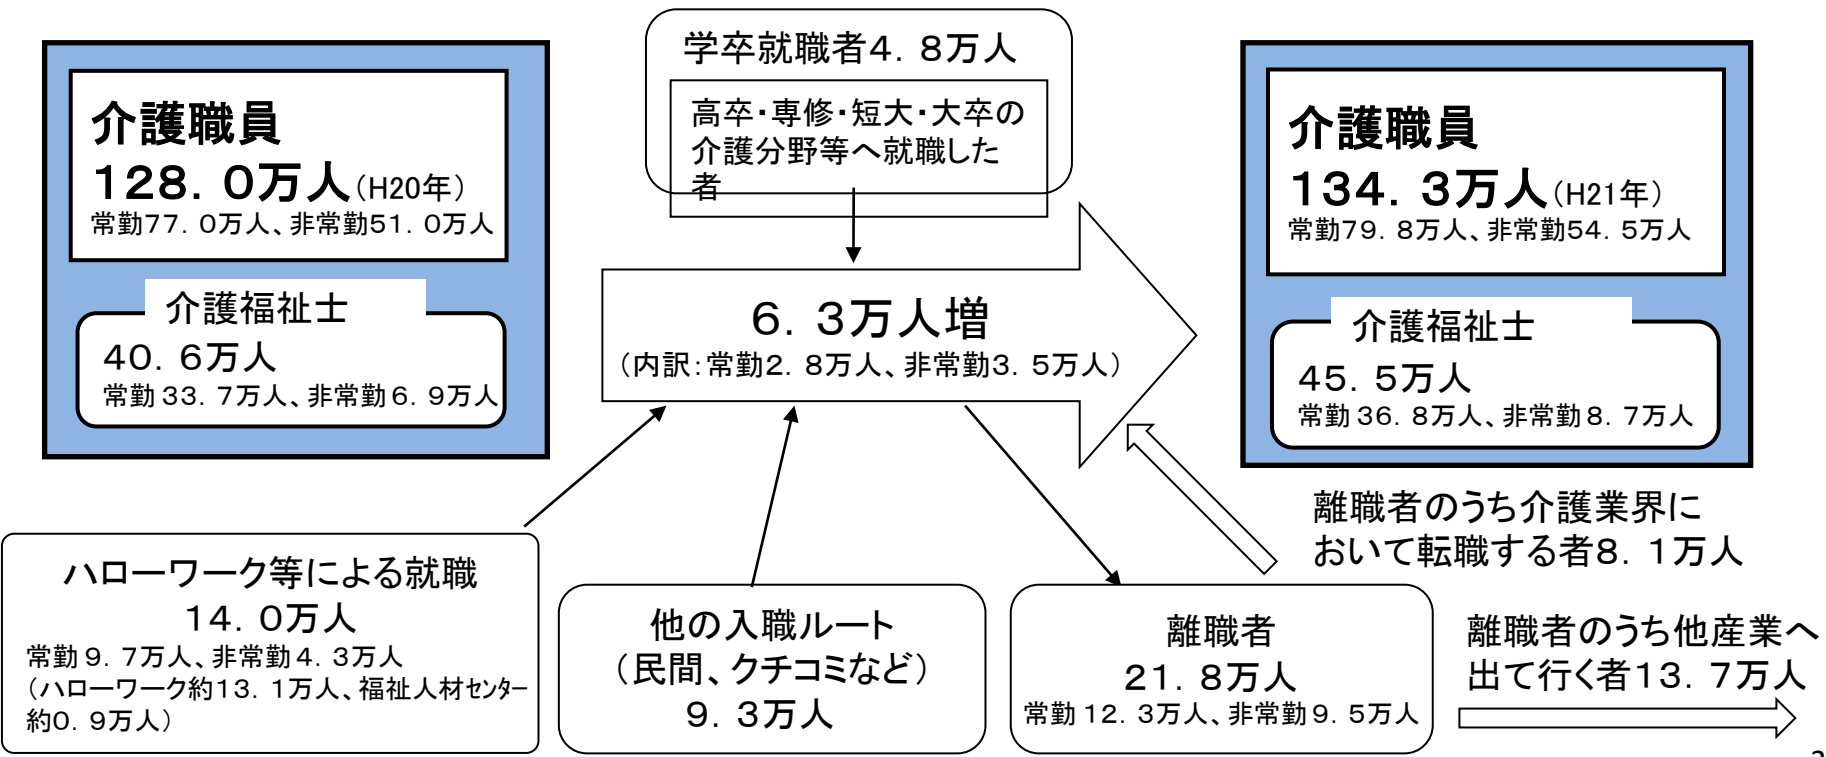 介護職員
128．0万人（H20年）
常勤77．0万人、非常勤51．0万人
介護福祉士
40．6万人
常勤33．7万人、非常勤6．9万人
学卒就職者4．8万人
高卒・専修・短大・大卒の
介護分野等へ就職した
者
6．3万人増
（内訳：常勤2．8万人、非常勤3．5万人）
介護職員
134．3万人（H21年）
常勤79．8万人、非常勤54．5万人
介護福祉士
45．5万人
常勤36．8万人、非常勤8．7万人
離職者のうち介護業界に
おいて転職する者8．1万人
ハローワーク等による就職
14．0万人
常勤9．7万人、非常勤4．3万人
（ハローワーク約13．1万人、福祉人材センター
約0．9万人）
他の入職ルート
（民間、クチコミなど）
9．3万人
離職者
21．8万人
常勤12．3万人、非常勤9．5万人
離職者のうち他産業へ
出て行く者13．7万人